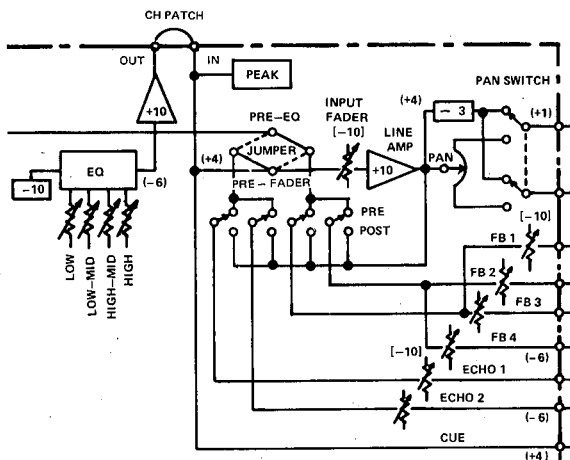 CH PATCH
OUT
IN
PEAK
+10
PRE-EQ
INPUT
FADER
[-10]
(+4)
LINE
AMP
- 3
PAN SWITCH
(+1)
JUMPER
(+4)
PRE-FADER
+10
PAN
EQ
-10
(-6)
LOW
LOW-MID
HIGH-MID
HIGH
PRE
POST
[-10]
FB 1
FB 2
FB 3
FB 4
(-6)
[-10]
ECHO 1
ECHO 2
(-6)
CUE
(+4)